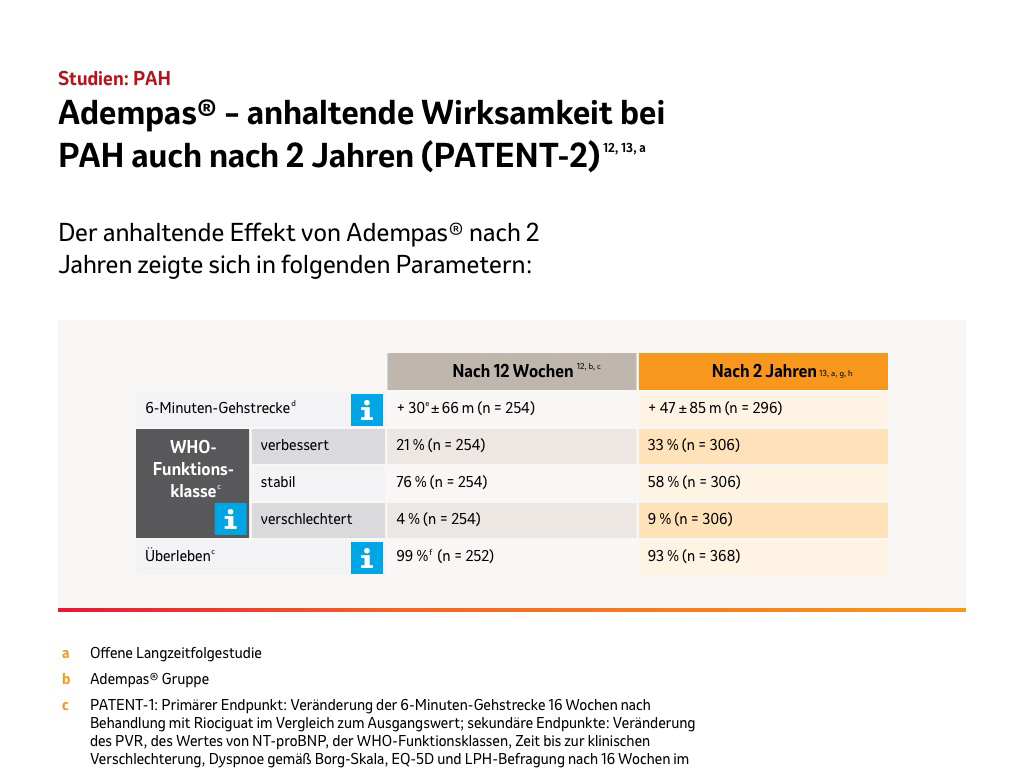 Studien: PAH
Adempas® – anhaltende Wirksamkeit bei
PAH auch nach 2 Jahren (PATENT-2) 12, 13, a
Der anhaltende Effekt von Adempas® nach 2
Jahren zeigte sich in folgenden Parametern:
Nach 12 Wochen 12, b, c
Nach 2 Jahren 13, a, g, h
6-Minuten-Gehstrecke d
+ 30 e ± 66 m (n = 254)
+ 47 ± 85 m (n = 296)
WHO-
Funktions-
klasse c
verbessert
21 % (n = 254)
33 % (n = 306)
stabil
76 % (n = 254)
58 % (n = 306)
verschlechtert
4 % (n = 254)
9 % (n = 306)
Überleben c
99 % f (n = 252)
93 % (n = 368)
a Offene Langzeitfolgestudie
b Adempas® Gruppe
c PATENT-1: Primärer Endpunkt: Veränderung der 6-Minuten-Gehstrecke 16 Wochen nach
Behandlung mit Riociguat im Vergleich zum Ausgangswert; sekundäre Endpunkte: Veränderung
des PVR, des Wertes von NT-proBNP, der WHO-Funktionsklassen, Zeit bis zur klinischen
Verschlechterung, Dyspnoe gemäß Borg-Skala, EQ-5D und LPH-Befragung nach 16 Wochen im